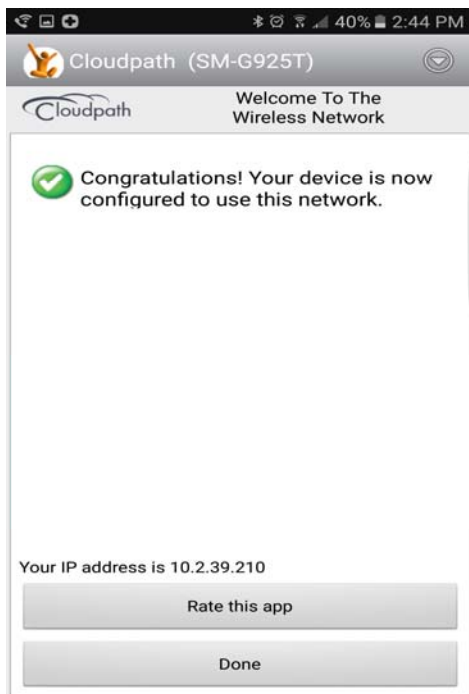 40% 2:44 PM
Cloudpath (SM-G925T)
Cloudpath
Welcome To The
Wireless Network
Congratulations! Your device is now
configured to use this network.
Your IP address is 10.2.39.210
Rate this app
Done